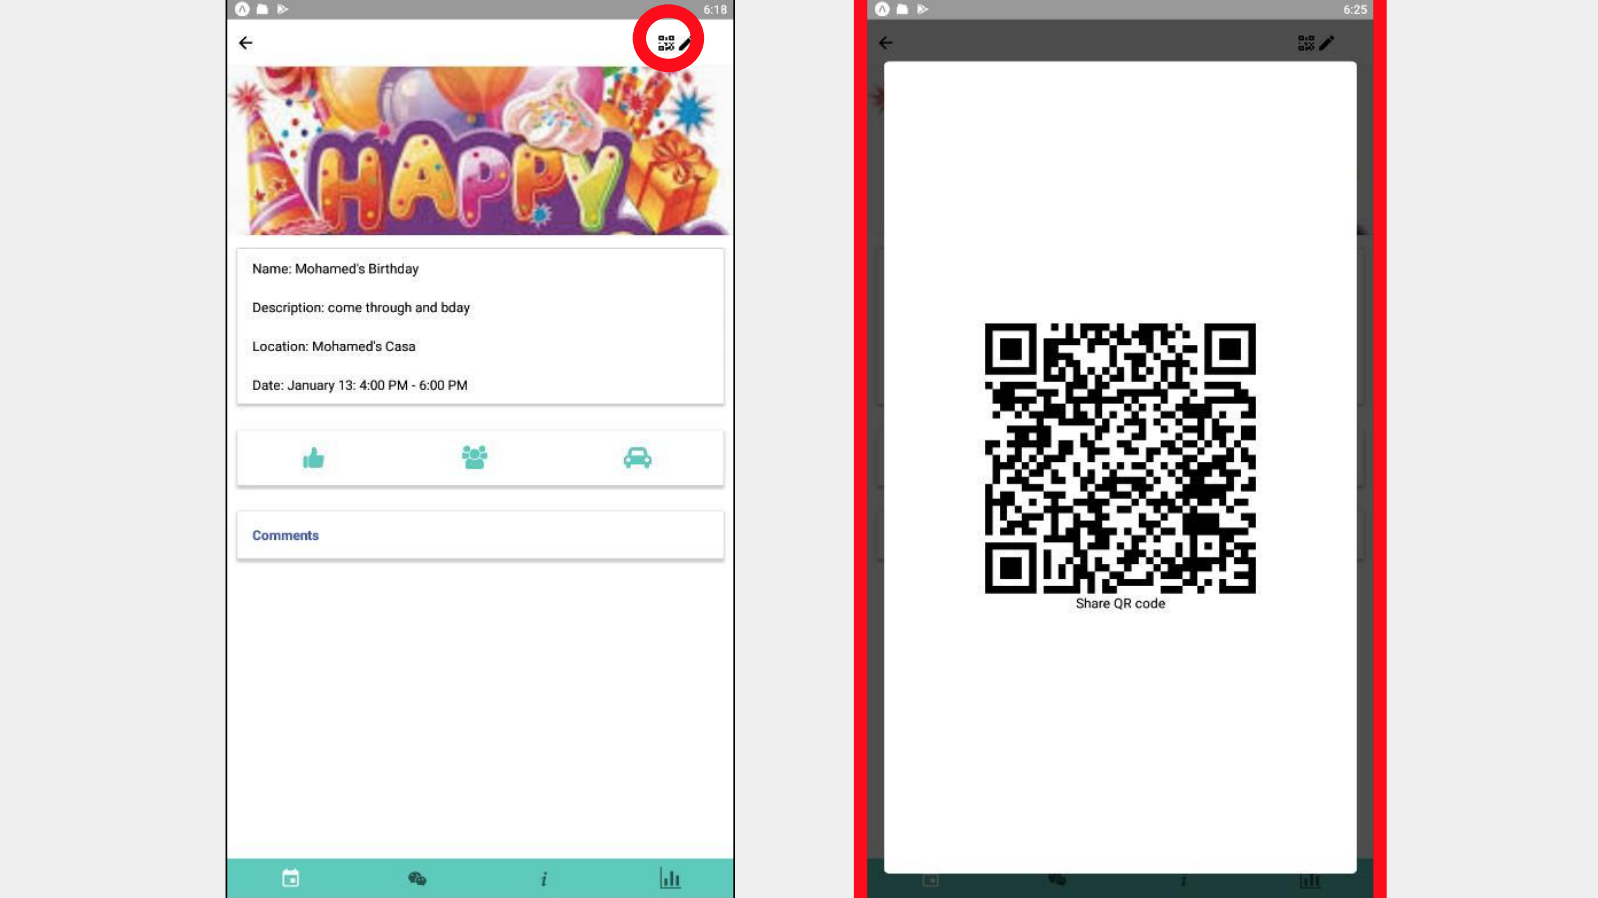 6:18
HAPPY
Name: Mohamed's Birthday
Description: come through and bday
Location: Mohamed's Casa
Date: January 13: 4:00 PM - 6:00 PM
Comments
i
6:25
Share QR code
i